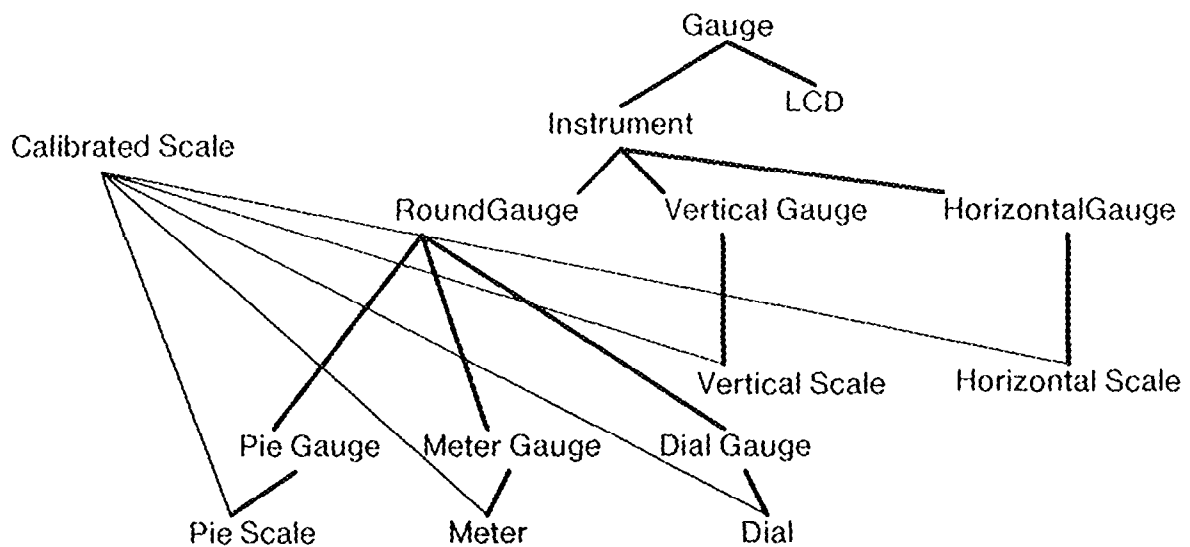 Gauge
LCD
Instrument
Calibrated Scale
RoundGauge
Vertical Gauge
HorizontalGauge
Vertical Scale
Horizontal Scale
Pie Gauge
Meter Gauge
Dial Gauge
Pie Scale
Meter
Dial